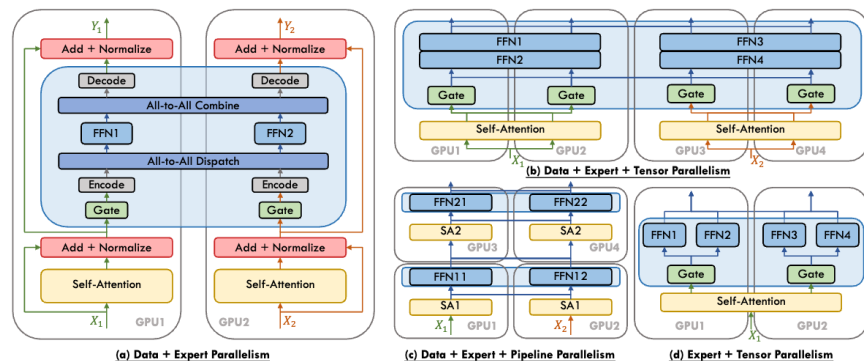 Y1
Y2
Add + Normalize
Add + Normalize
Decode
Decode
All-to-All Combine
FFN1
FFN2
All-to-All Dispatch
Encode
Encode
Gate
Gate
Add + Normalize
Add + Normalize
Self-Attention
Self-Attention
X1
GPU1
GPU2
X2
(a) Data + Expert Parallelism
FFN1
FFN3
FFN2
FFN4
Gate
Gate
Gate
Gate
Self-Attention
Self-Attention
GPU1
X1
GPU2
GPU3
X2
GPU4
(b) Data + Expert + Tensor Parallelism
FFN21
FFN22
SA2
SA2
GPU3
GPU4
FFN11
FFN12
SA1
SA1
X1
GPU1
X2
GPU2
(c) Data + Expert + Pipeline Parallelism
FFN1
FFN2
FFN3
FFN4
Gate
Gate
Self-Attention
GPU1
X1
GPU2
(d) Expert + Tensor Parallelism